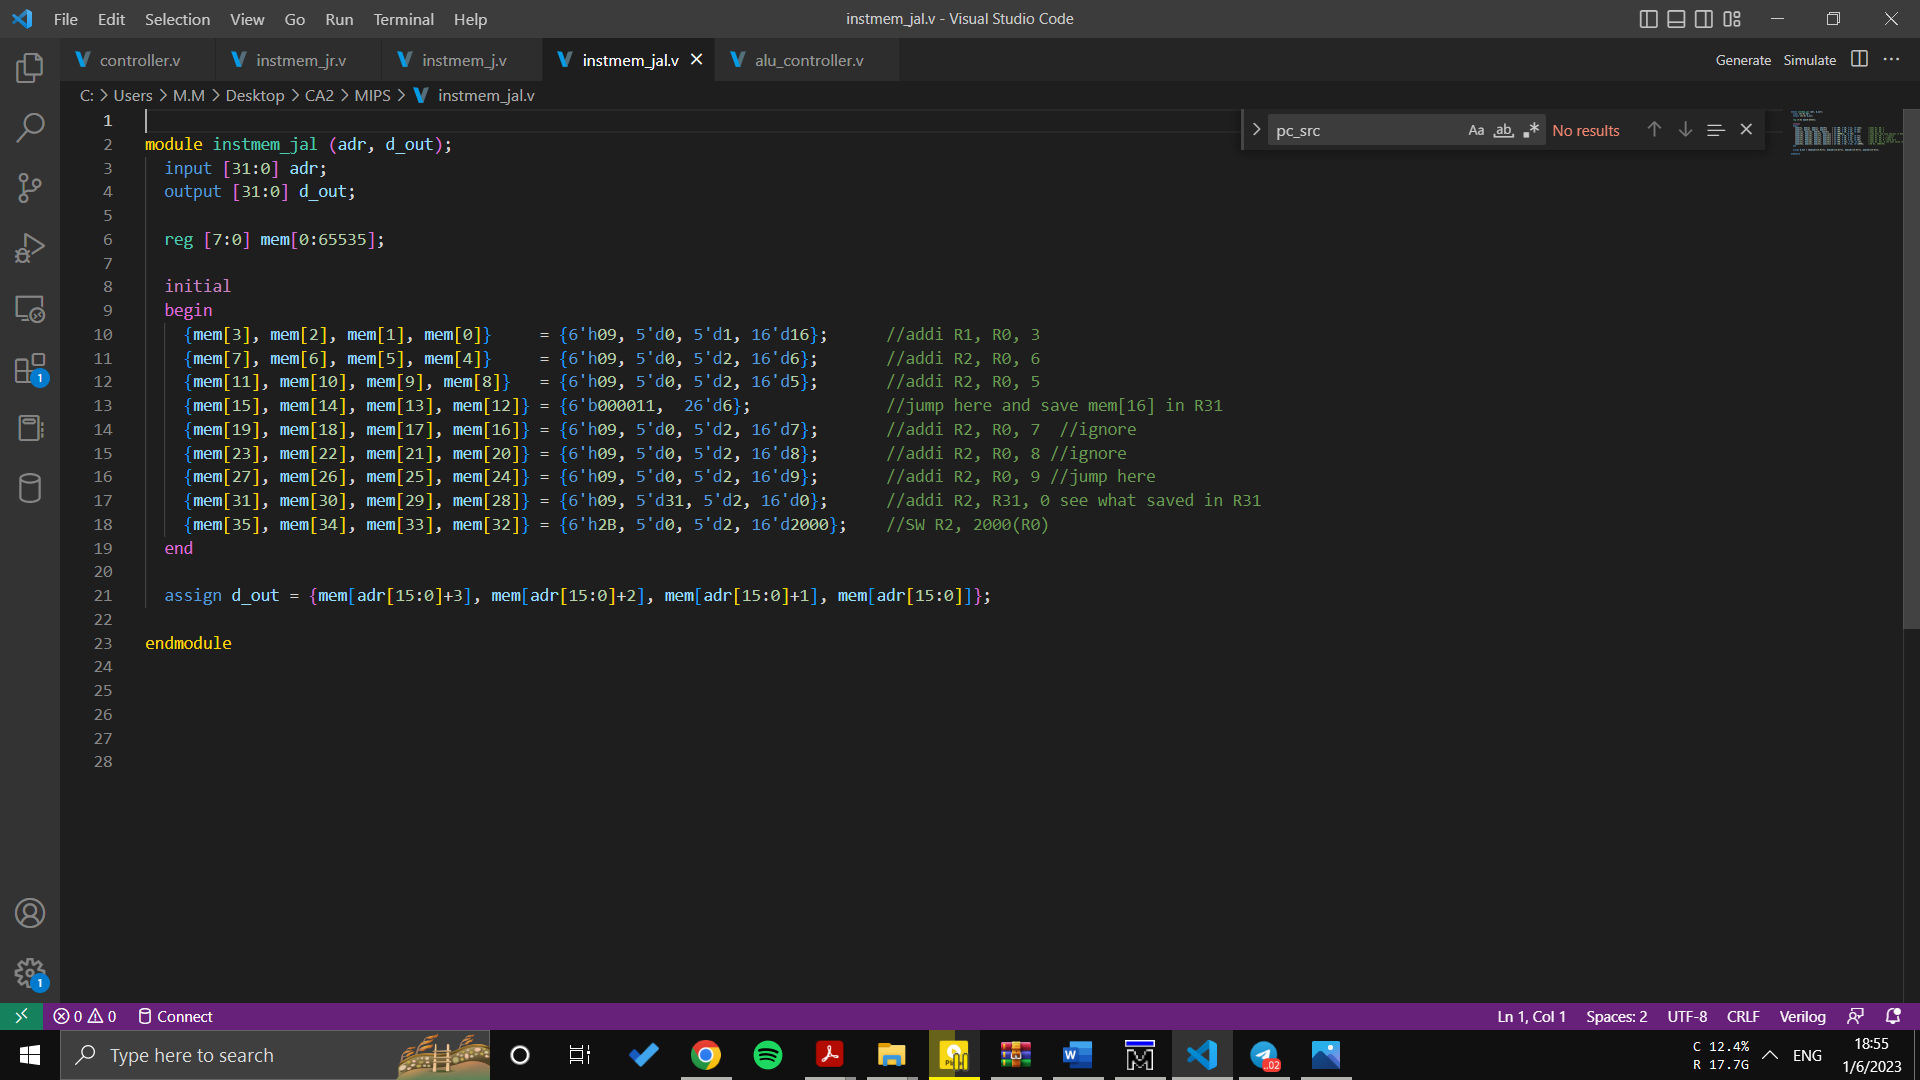 File Edit Selection View Go Run Terminal Help
instmem_jal.v - Visual Studio Code
controller.v
instmem_jr.v
instmem_j.v
instmem_jal.v
alu_controller.v
Generate Simulate
C: > Users > M.M > Desktop > CA2 > MIPS > instmem_jal.v
pc_src Aa ab No results
1
2 module instmem_jal (adr, d_out);
3 input [31:0] adr;
4 output [31:0] d_out;
5
6 reg [7:0] mem[0:65535];
7
8 initial
9 begin
10 {mem[3], mem[2], mem[1], mem[0]} = {6'h09, 5'd0, 5'd1, 16'd16}; //addi R1, R0, 3
11 {mem[7], mem[6], mem[5], mem[4]} = {6'h09, 5'd0, 5'd2, 16'd6}; //addi R2, R0, 6
12 {mem[11], mem[10], mem[9], mem[8]} = {6'h09, 5'd0, 5'd2, 16'd5}; //addi R2, R0, 5
13 {mem[15], mem[14], mem[13], mem[12]} = {6'b000011, 26'd6}; //jump here and save mem[16] in R31
14 {mem[19], mem[18], mem[17], mem[16]} = {6'h09, 5'd0, 5'd2, 16'd7}; //addi R2, R0, 7 //ignore
15 {mem[23], mem[22], mem[21], mem[20]} = {6'h09, 5'd0, 5'd2, 16'd8}; //addi R2, R0, 8 //ignore
16 {mem[27], mem[26], mem[25], mem[24]} = {6'h09, 5'd0, 5'd2, 16'd9}; //addi R2, R0, 9 //jump here
17 {mem[31], mem[30], mem[29], mem[28]} = {6'h09, 5'd31, 5'd2, 16'd0}; //addi R2, R31, 0 see what saved in R31
18 {mem[35], mem[34], mem[33], mem[32]} = {6'h2B, 5'd0, 5'd2, 16'd2000}; //SW R2, 2000(R0)
19 end
20
21 assign d_out = {mem[adr[15:0]+3], mem[adr[15:0]+2], mem[adr[15:0]+1], mem[adr[15:0]]};
22
23 endmodule
24
25
26
27
28
1
1
0 0 Connect
Ln 1, Col 1 Spaces: 2 UTF-8 CRLF Verilog
Type here to search
C 12.4%
R 17.7G
ENG
18:55
1/6/2023